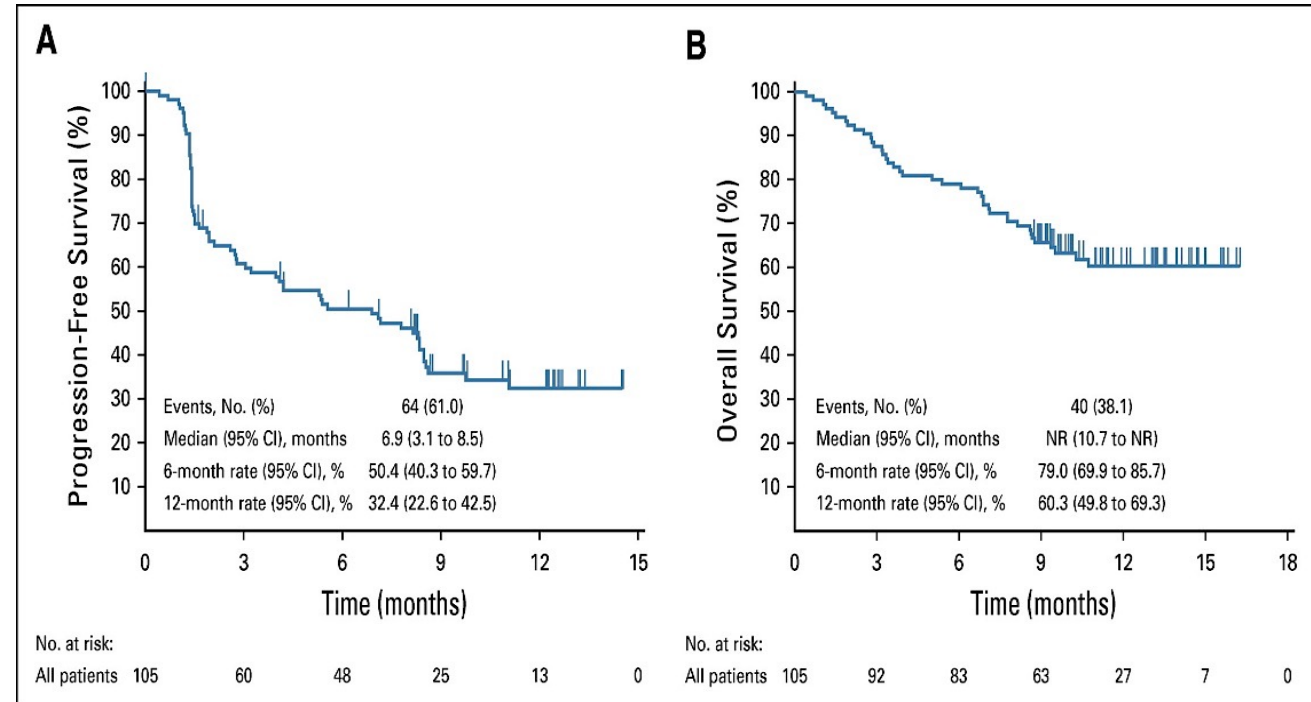 A
Progression-Free Survival (%)
100
90
80
70
60
50
40
30
20
10
Events, No. (%) 64 (61.0)
Median (95% CI), months 6.9 (3.1 to 8.5)
6-month rate (95% CI), % 50.4 (40.3 to 59.7)
12-month rate (95% CI), % 32.4 (22.6 to 42.5)
0 3 6 9 12 15
Time (months)
No. at risk:
All patients 105 60 48 25 13 0
B
Overall Survival (%)
100
90
80
70
60
50
40
30
20
10
Events, No. (%) 40 (38.1)
Median (95% CI), months NR (10.7 to NR)
6-month rate (95% CI), % 79.0 (69.9 to 85.7)
12-month rate (95% CI), % 60.3 (49.8 to 69.3)
0 3 6 9 12 15 18
Time (months)
No. at risk:
All patients 105 92 83 63 27 7 0